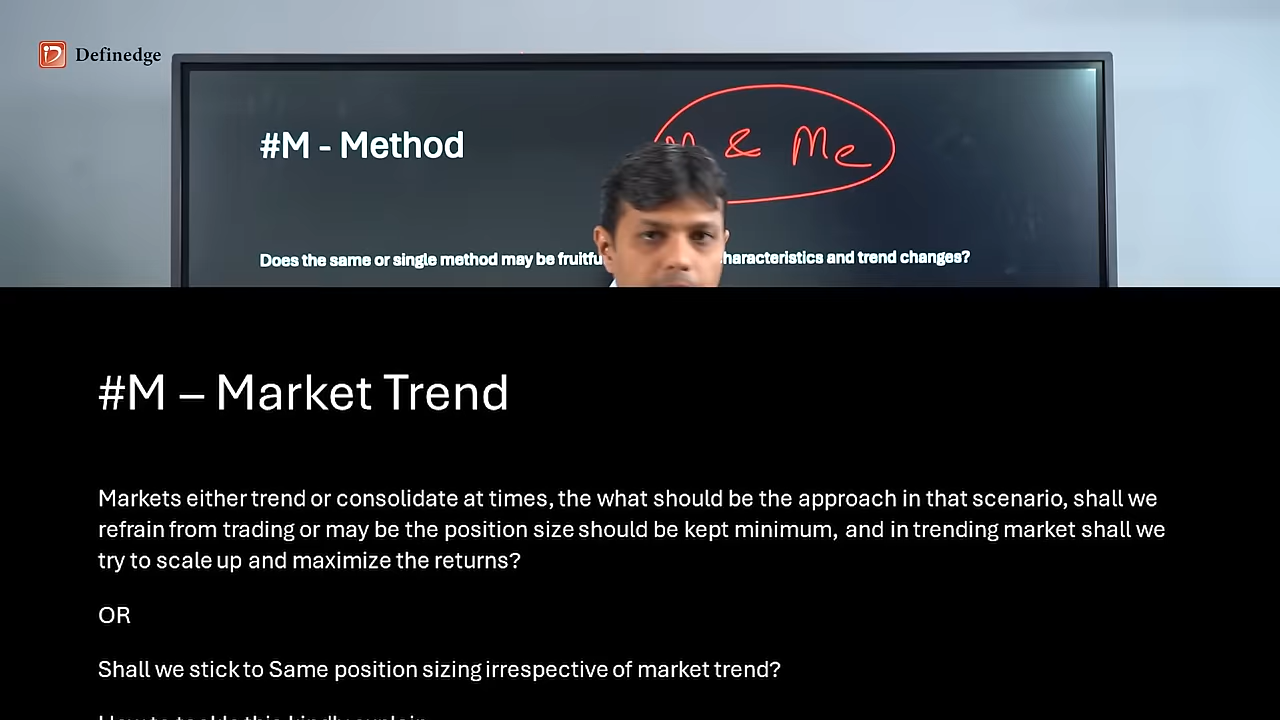 Definedge
#M - Method
& Me
Does the same or single method may be haracteristics and trend changes?
#M – Market Trend
Markets either trend or consolidate at times, the what should be the approach in that scenario, shall we
refrain from trading or may be the position size should be kept minimum, and in trending market shall we
try to scale up and maximize the returns?
OR
Shall we stick to Same position sizing irrespective of market trend?